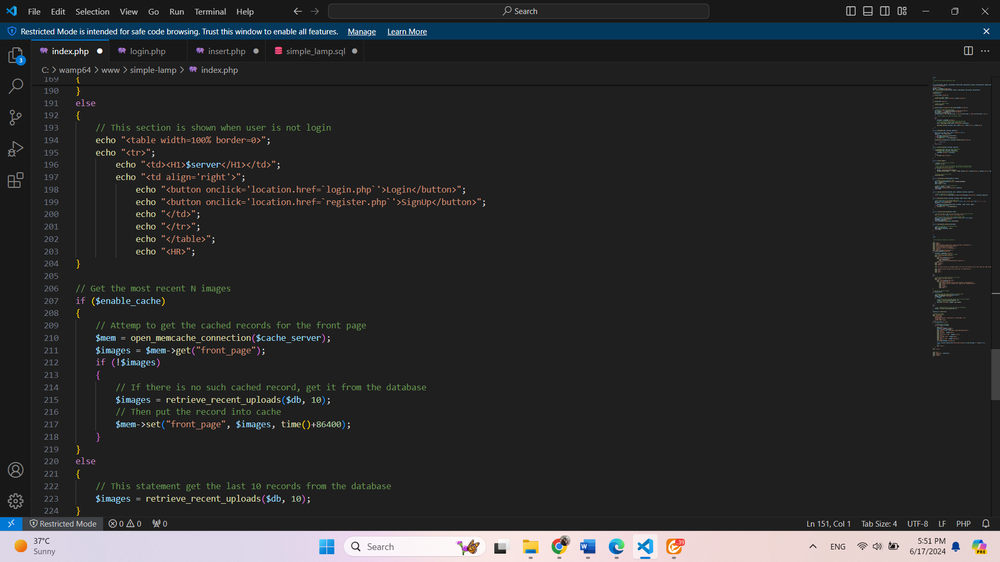 File Edit Selection View Go Run Terminal Help Search
Restricted Mode is intended for safe code browsing. Trust this window to enable all features. Manage Learn More
index.php login.php insert.php simple_lamp.sql
3
C: > wamp64 > www > simple-lamp > index.php
169 {
190 }
191 else
192 {
193 // This section is shown when user is not login
194 echo "<table width=100% border=0>";
195 echo "<tr>";
196 echo "<td><H1>$server</H1></td>";
197 echo "<td align='right'>";
198 echo "<button onclick='location.href=`login.php`'>Login</button>";
199 echo "<button onclick='location.href=`register.php`'>SignUp</button>";
200 echo "</td>";
201 echo "</tr>";
202 echo "</table>";
203 echo "<HR>";
204 }
205
206 // Get the most recent N images
207 if ($enable_cache)
208 {
209 // Attemp to get the cached records for the front page
210 $mem = open_memcache_connection($cache_server);
211 $images = $mem->get("front_page");
212 if (!$images)
213 {
214 // If there is no such cached record, get it from the database
215 $images = retrieve_recent_uploads($db, 10);
216 // Then put the record into cache
217 $mem->set("front_page", $images, time()+86400);
218 }
219 }
220 else
221 {
222 // This statement get the last 10 records from the database
223 $images = retrieve_recent_uploads($db, 10);
224 }
Restricted Mode 0 0 0 Ln 151, Col 1 Tab Size: 4 UTF-8 LF PHP
37°C
Sunny
Search
.39
ENG
5:51 PM
6/17/2024
PRE